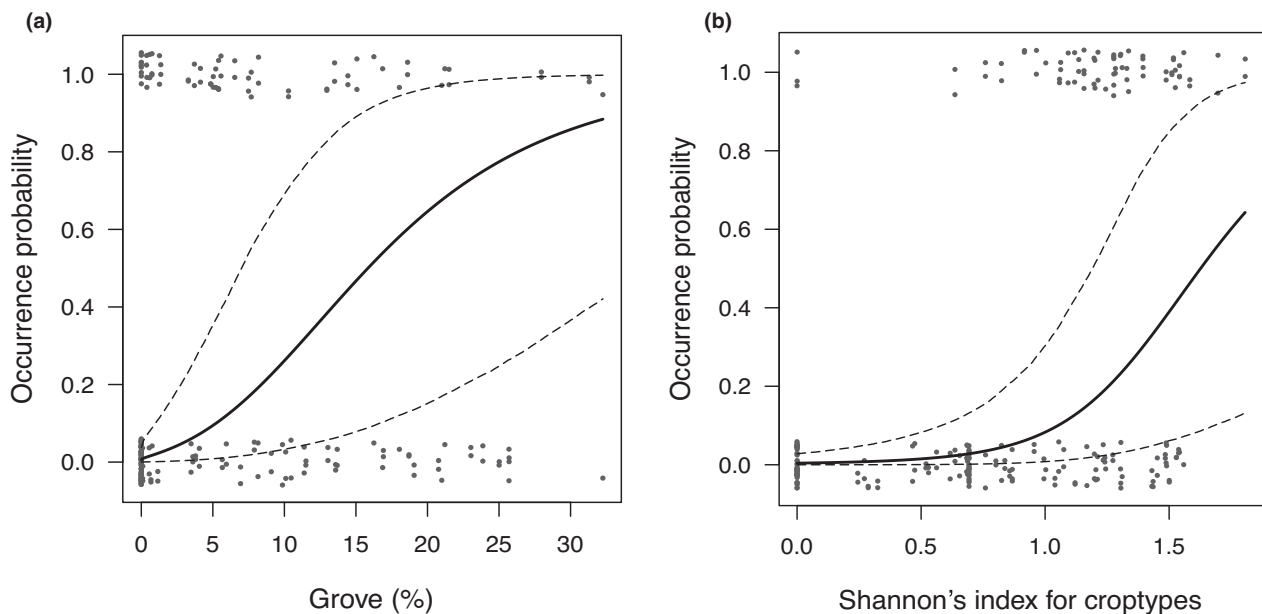 (a)
Occurrence probability
1.0
0.8
0.6
0.4
0.2
0.0
0 5 10 15 20 25 30
Grove (%)
(b)
Occurrence probability
1.0
0.8
0.6
0.4
0.2
0.0
0.0 0.5 1.0 1.5
Shannon's index for croptypes